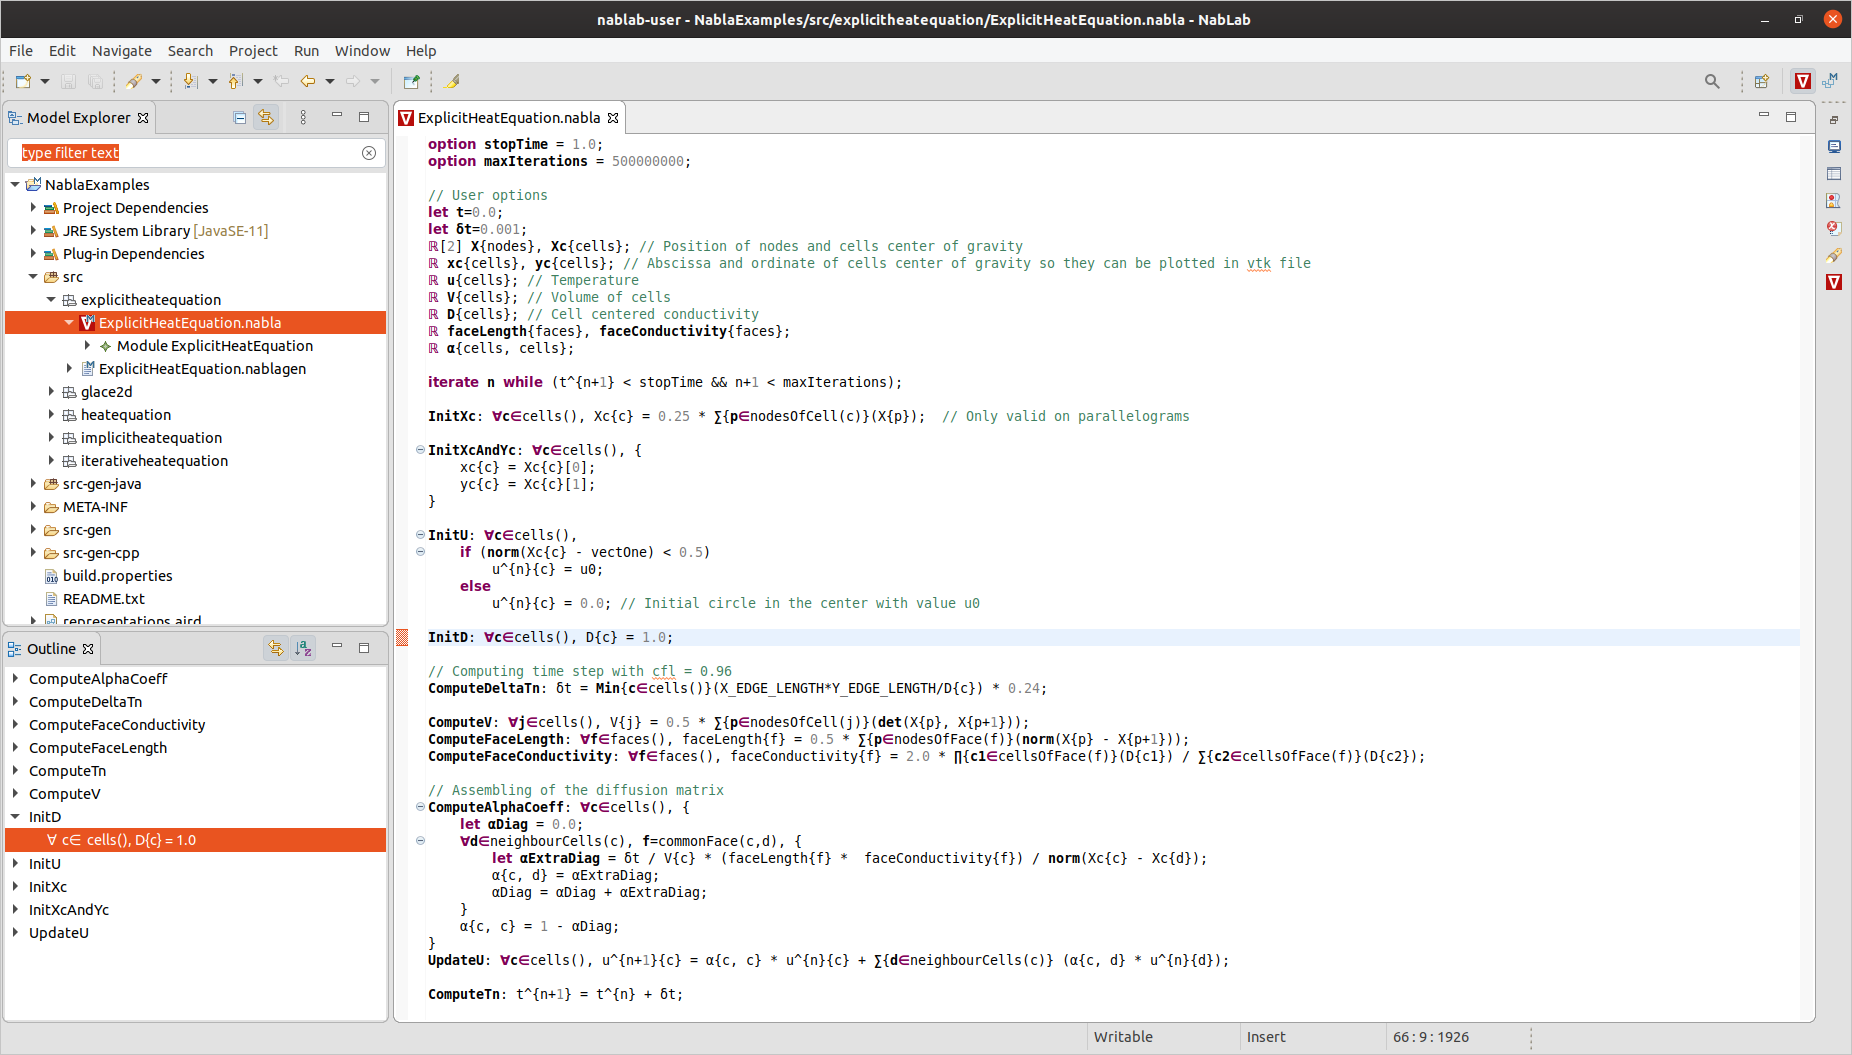 nablab-user - NablaExamples/src/explicitheatequation/ExplicitHeatEquation.nabla - NabLab
File Edit Navigate Search Project Run Window Help
Model Explorer
type filter text
NablaExamples
Project Dependencies
JRE System Library [JavaSE-11]
Plug-in Dependencies
src
explicitheatequation
ExplicitHeatEquation.nabla
Module ExplicitHeatEquation
ExplicitHeatEquation.nablagen
glace2d
heatequation
implicitheatequation
iterativeheatequation
src-gen-java
META-INF
src-gen
src-gen-cpp
build.properties
README.txt
representations.aird
Outline
ComputeAlphaCoeff
ComputeDeltaTn
ComputeFaceConductivity
ComputeFaceLength
ComputeTn
ComputeV
InitD
∀ c∈ cells(), D{c} = 1.0
InitU
InitXc
InitXcAndYc
UpdateU
ExplicitHeatEquation.nabla
option stopTime = 1.0;
option maxIterations = 500000000;
// User options
let t=0.0;
let δt=0.001;
ℝ[2] X{nodes}, Xc{cells}; // Position of nodes and cells center of gravity
ℝ xc{cells}, yc{cells}; // Abscissa and ordinate of cells center of gravity so they can be plotted in vtk file
ℝ u{cells}; // Temperature
ℝ V{cells}; // Volume of cells
ℝ D{cells}; // Cell centered conductivity
ℝ faceLength{faces}, faceConductivity{faces};
ℝ α{cells, cells};
iterate n while (t^{n+1} < stopTime && n+1 < maxIterations);
InitXc: ∀c∈cells(), Xc{c} = 0.25 * ∑{p∈nodesOfCell(c)}(X{p});  // Only valid on parallelograms
InitXcAndYc: ∀c∈cells(), {
xc{c} = Xc{c}[0];
yc{c} = Xc{c}[1];
}
InitU: ∀c∈cells(),
if (norm(Xc{c} - vectOne) < 0.5)
u^{n}{c} = u0;
else
u^{n}{c} = 0.0; // Initial circle in the center with value u0
InitD: ∀c∈cells(), D{c} = 1.0;
// Computing time step with cfl = 0.96
ComputeDeltaTn: δt = Min{c∈cells()}(X_EDGE_LENGTH*Y_EDGE_LENGTH/D{c}) * 0.24;
ComputeV: ∀j∈cells(), V{j} = 0.5 * ∑{p∈nodesOfCell(j)}(det(X{p}, X{p+1}));
ComputeFaceLength: ∀f∈faces(), faceLength{f} = 0.5 * ∑{p∈nodesOfFace(f)}(norm(X{p} - X{p+1}));
ComputeFaceConductivity: ∀f∈faces(), faceConductivity{f} = 2.0 * ∏{c1∈cellsOfFace(f)}(D{c1}) / ∑{c2∈cellsOfFace(f)}(D{c2});
// Assembling of the diffusion matrix
ComputeAlphaCoeff: ∀c∈cells(), {
let αDiag = 0.0;
∀d∈neighbourCells(c), f=commonFace(c,d), {
let αExtraDiag = δt / V{c} * (faceLength{f} *  faceConductivity{f}) / norm(Xc{c} - Xc{d});
α{c, d} = αExtraDiag;
αDiag = αDiag + αExtraDiag;
}
α{c, c} = 1 - αDiag;
}
UpdateU: ∀c∈cells(), u^{n+1}{c} = α{c, c} * u^{n}{c} + ∑{d∈neighbourCells(c)} (α{c, d} * u^{n}{d});
ComputeTn: t^{n+1} = t^{n} + δt;
Writable Insert 66 : 9 : 1926